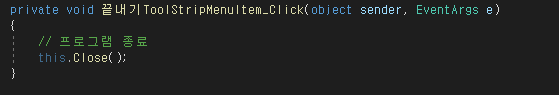 private void 끝내기ToolStripMenuItem_Click(object sender, EventArgs e)
{
// 프로그램 종료
this.Close();
}